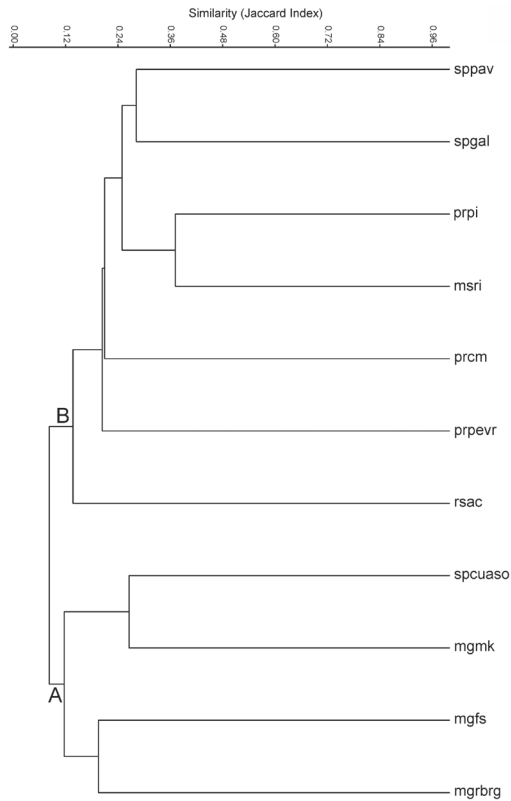 Similarity (Jaccard Index)
0.00 0.12 0.24 0.36 0.48 0.60 0.72 0.84 0.96
sppav
spgal
prpi
msri
prcm
B
prpevr
rsac
spcuaso
mgmk
A
mgfs
mgrbrg